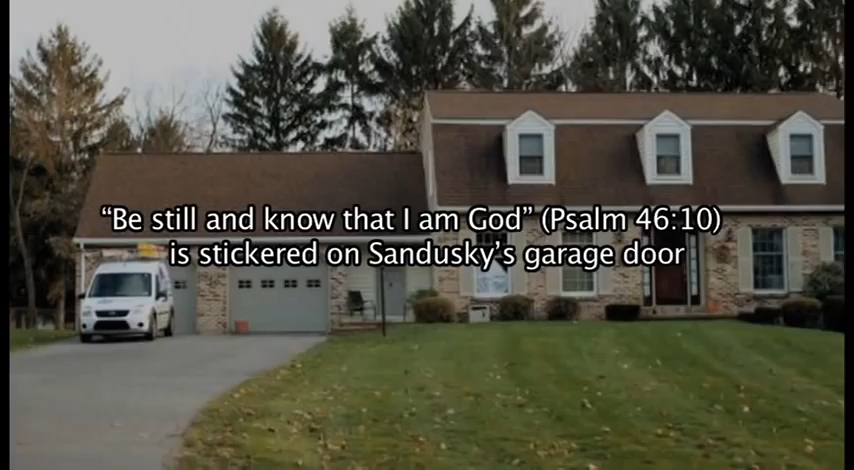 “Be still and know that I am God” (Psalm 46:10)
is stickered on Sandusky’s garage door